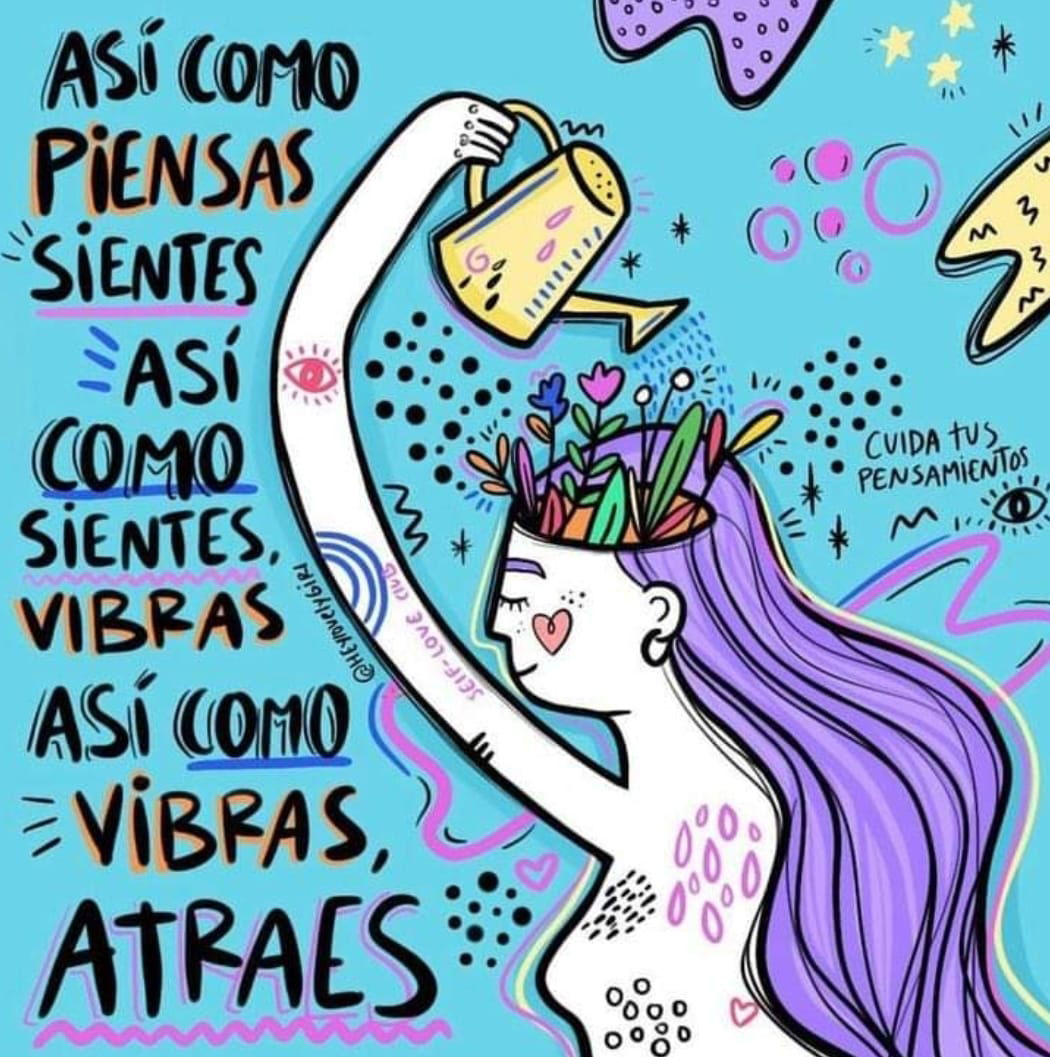 ASÍ COMO
PiENSAS
SiENTES
ASÍ
COMO
SiENTES,
ViBRAS
ASÍ COMO
ViBRAS,
ATRAES
CUIDA TUS
PENSAMIENTOS
SElF-LOVE CLUB
@HEYlOVELYGiRl